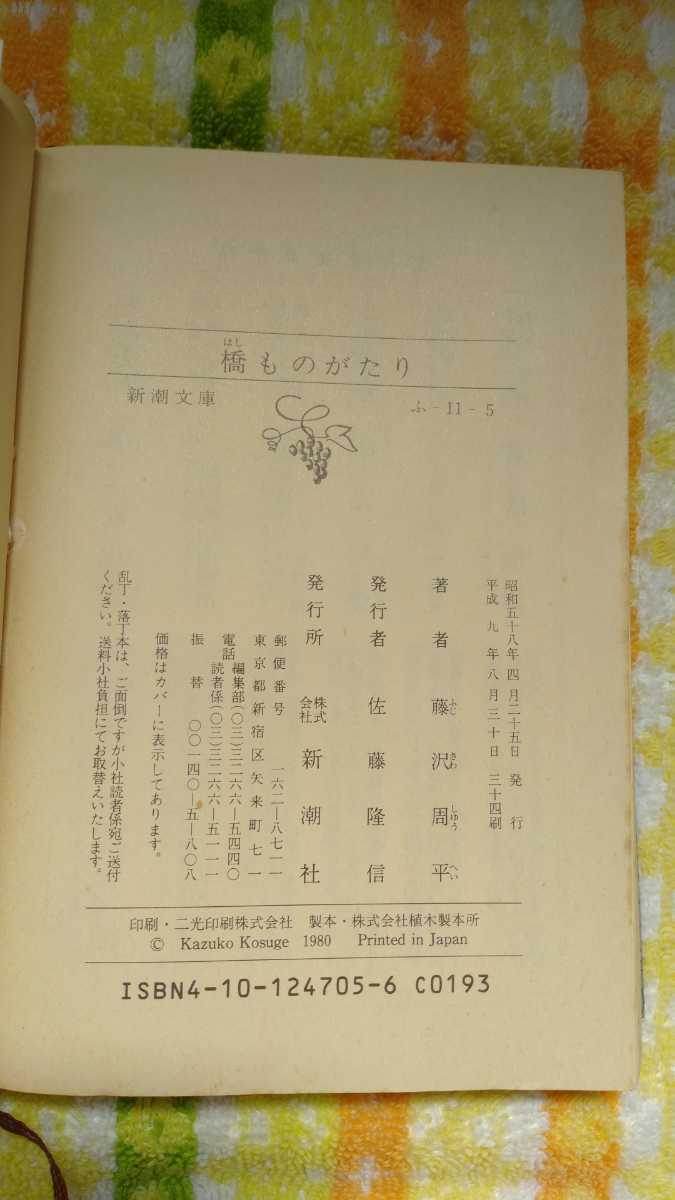 橋ものがたり
はし
新潮文庫
ふ-11-5
昭和五十八年四月二十五日 発行
平成九年八月三十日 三十四刷
著者 藤沢周平
ふじ さわ しゅう へい
発行者 佐藤隆信
発行所 株式会社 新潮社
郵便番号 一六二―八七一一
東京都新宿区矢来町七一
電話 編集部(〇三)三二六六―五四四〇
読者係(〇三)三二六六―五一一一
振替 〇〇一四〇―五―八〇八
価格はカバーに表示してあります。
乱丁・落丁本は、ご面倒ですが小社読者係宛ご送付
ください。送料小社負担にてお取替えいたします。
印刷・二光印刷株式会社 製本・株式会社植木製本所
© Kazuko Kosuge 1980 Printed in Japan
ISBN4-10-124705-6 C0193